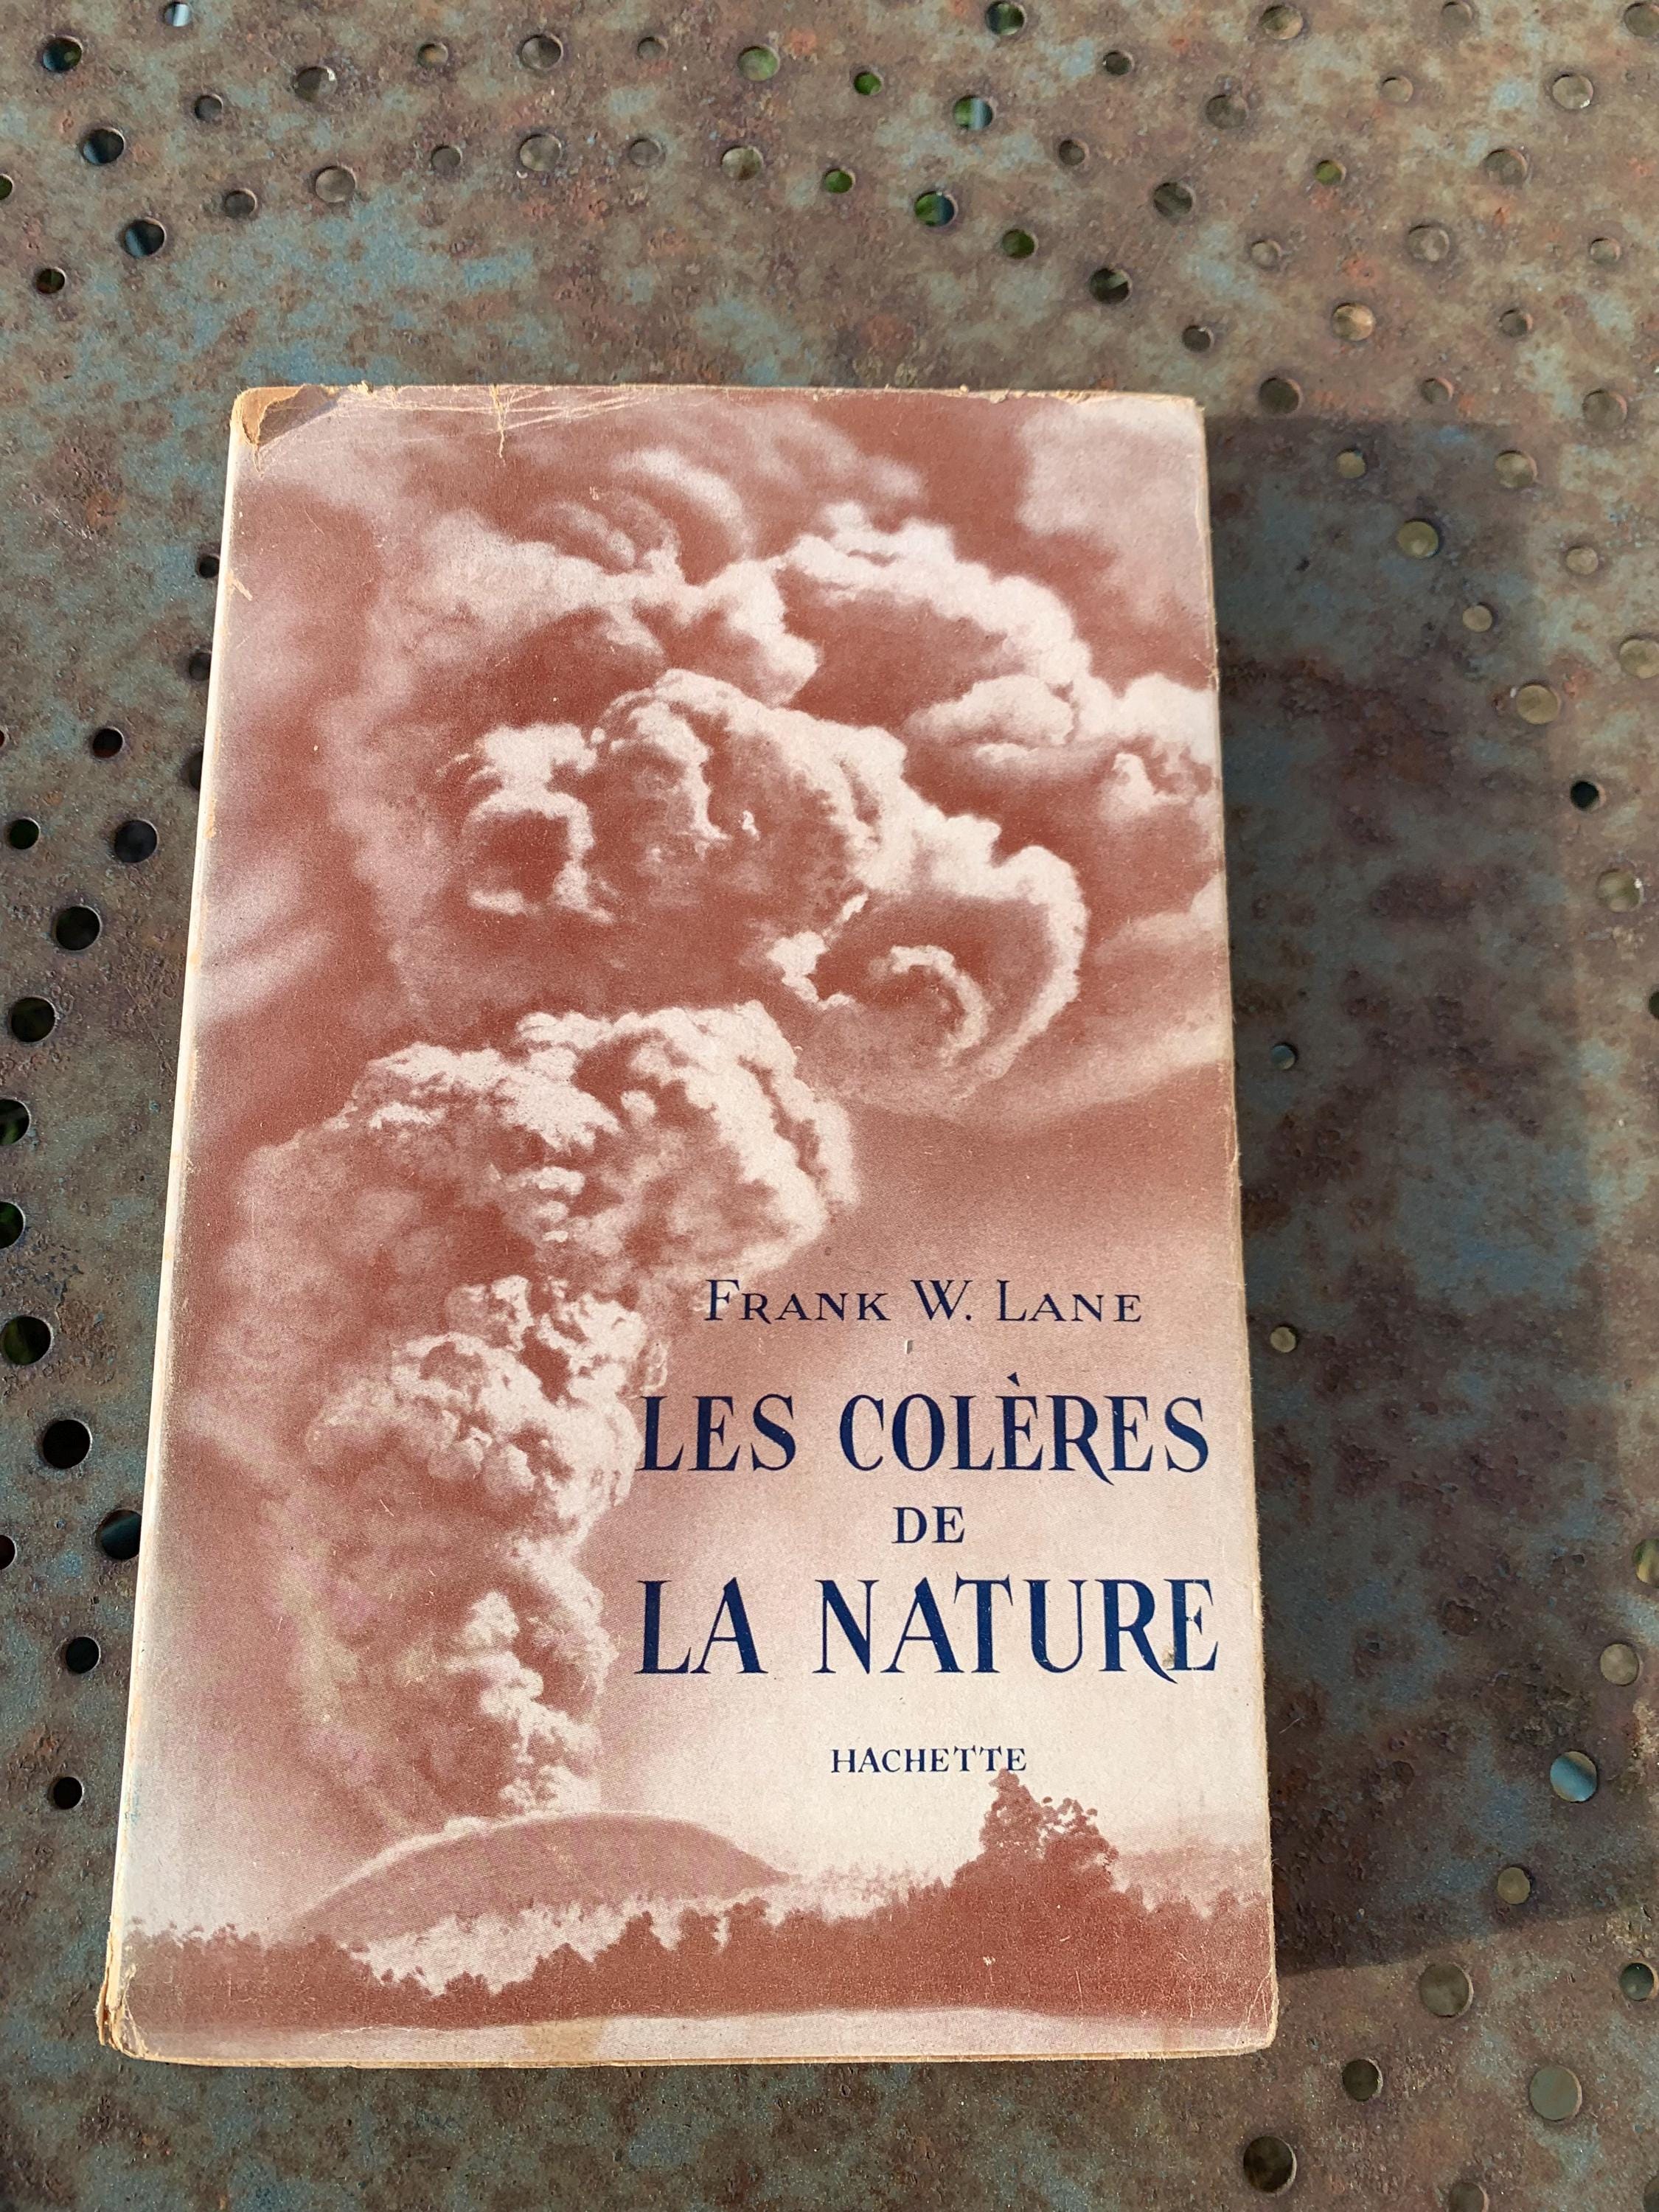 FRANK W. LANE
LES COLÈRES
DE
LA NATURE
HACHETTE